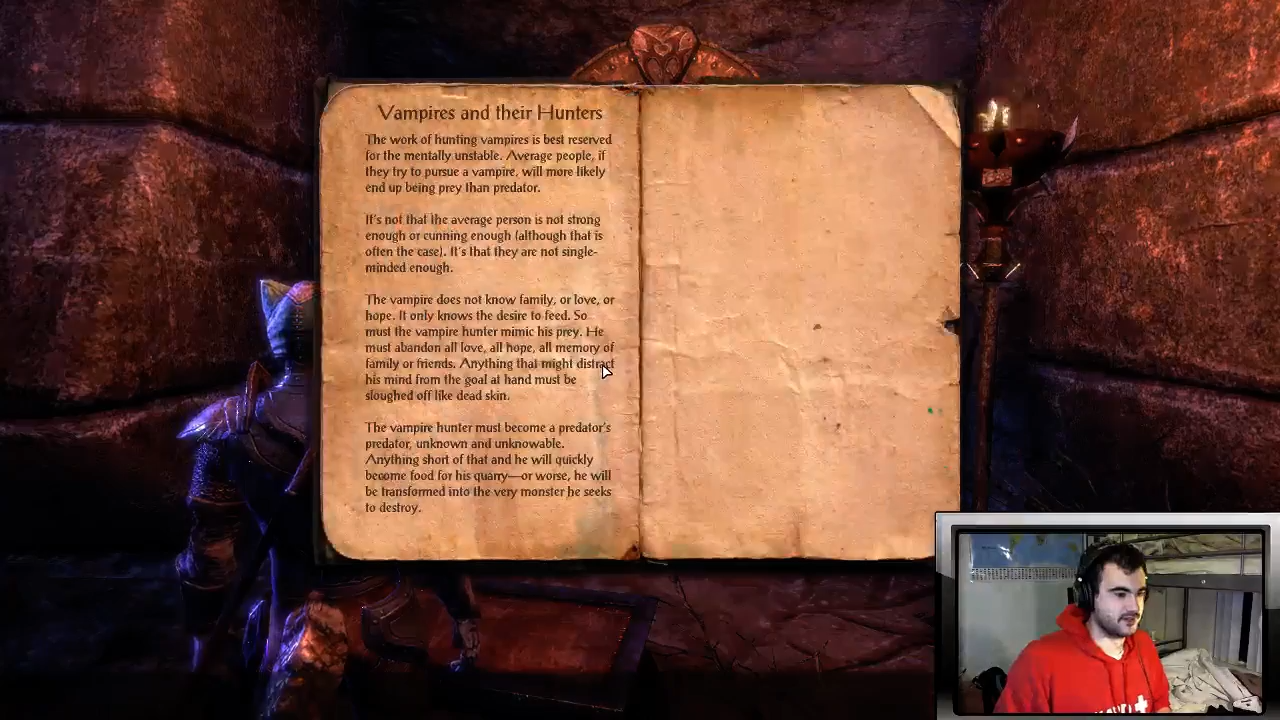 Vampires and their Hunters
The work of hunting vampires is best reserved
for the mentally unstable. Average people, if
they try to pursue a vampire, will more likely
end up being prey than predator.
It's not that the average person is not strong
enough or cunning enough (although that is
often the case). It's that they are not single-
minded enough.
The vampire does not know family, or love, or
hope. It only knows the desire to feed. So
must the vampire hunter mimic his prey. He
must abandon all love, all hope, all memory of
family or friends. Anything that might distract
his mind from the goal at hand must be
sloughed off like dead skin.
The vampire hunter must become a predator's
predator, unknown and unknowable.
Anything short of that and he will quickly
become food for his quarry—or worse, he will
be transformed into the very monster he seeks
to destroy.